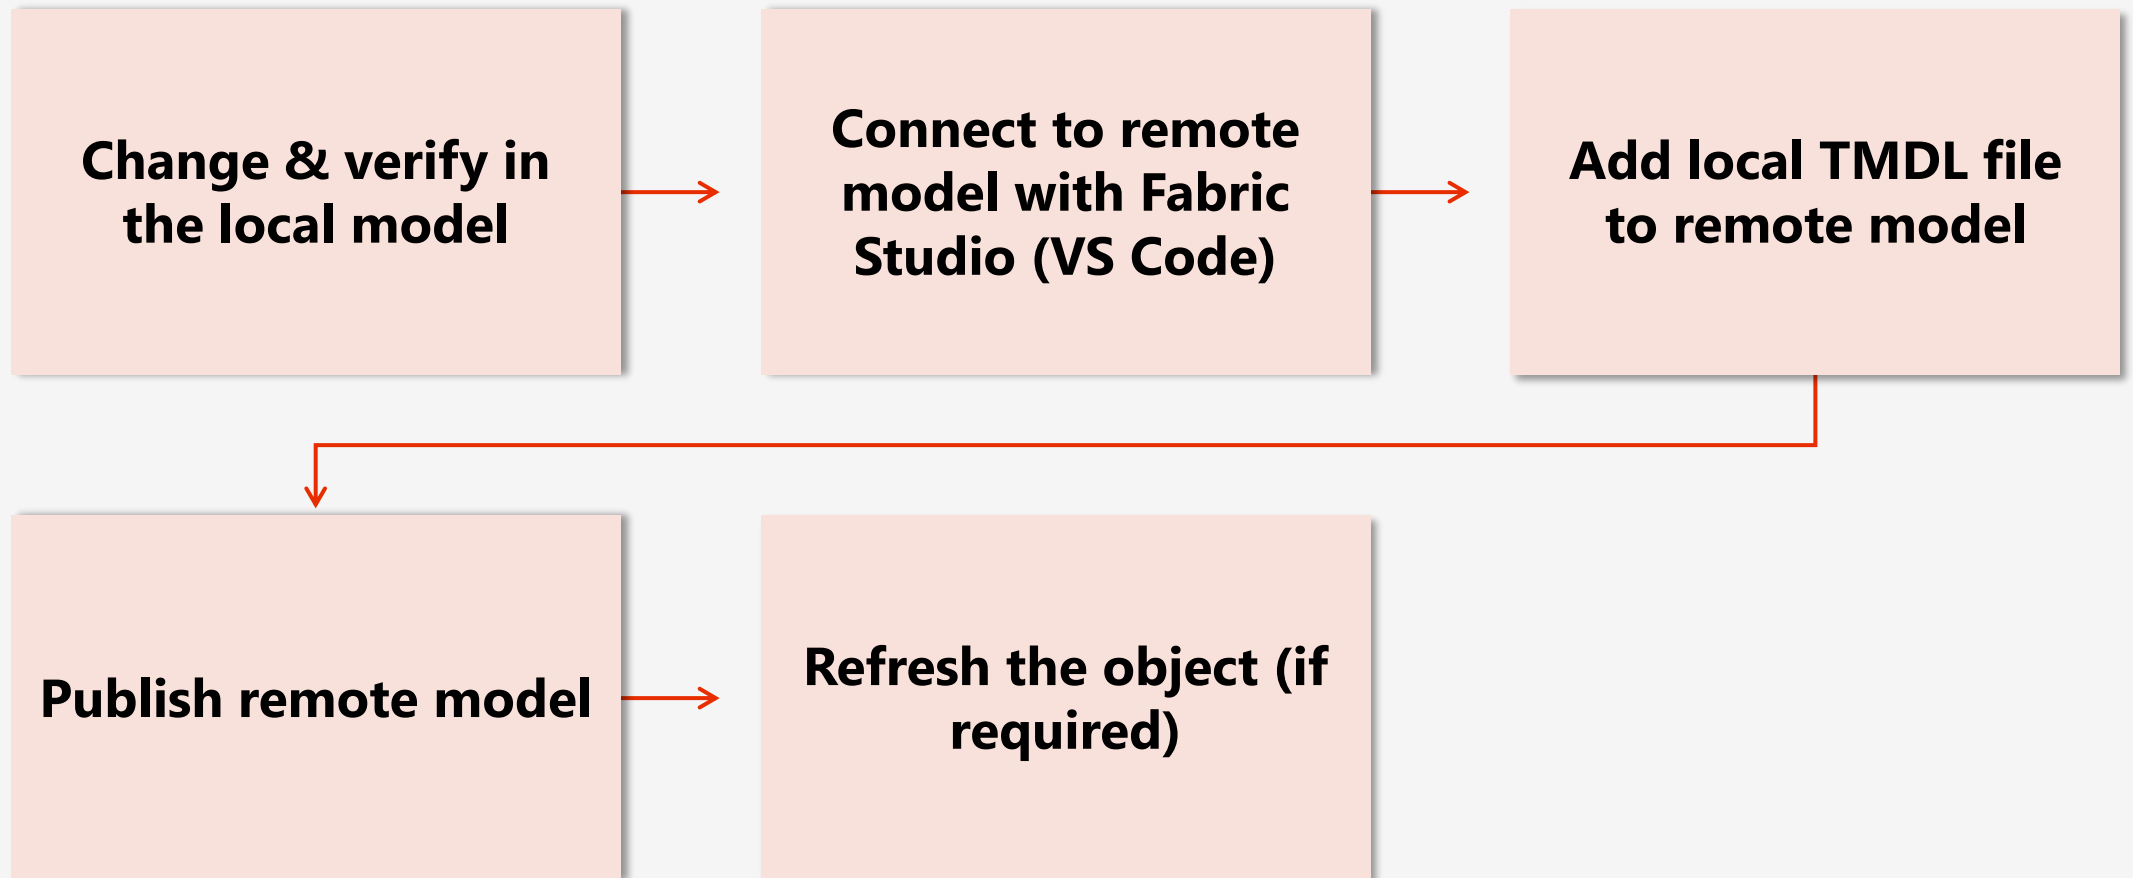 Change & verify in
the local model
Connect to remote
model with Fabric
Studio (VS Code)
Add local TMDL file
to remote model
Publish remote model
Refresh the object (if
required)